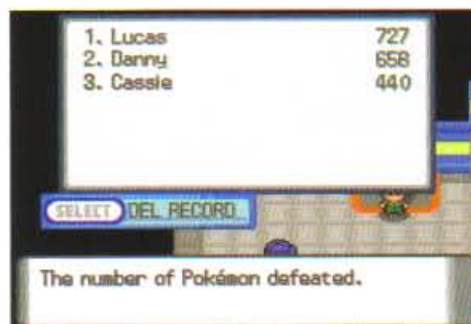 1. Lucas 727
2. Danny 658
3. Cassie 440
SELECT DEL RECORD
The number of Pokémon defeated.